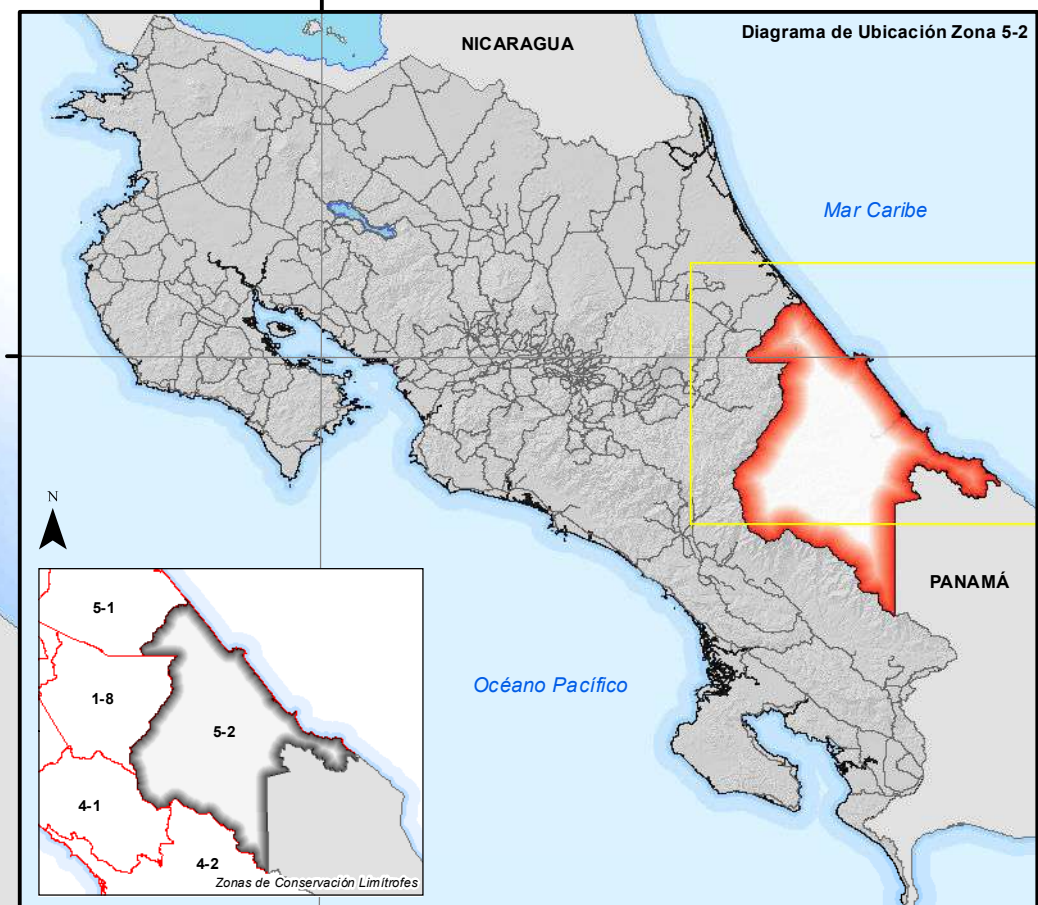 Diagrama de Ubicación Zona 5-2
NICARAGUA
Mar Caribe
PANAMÁ
Océano Pacífico
N
5-1
1-8
5-2
4-1
4-2
Zonas de Conservación Limítrofes